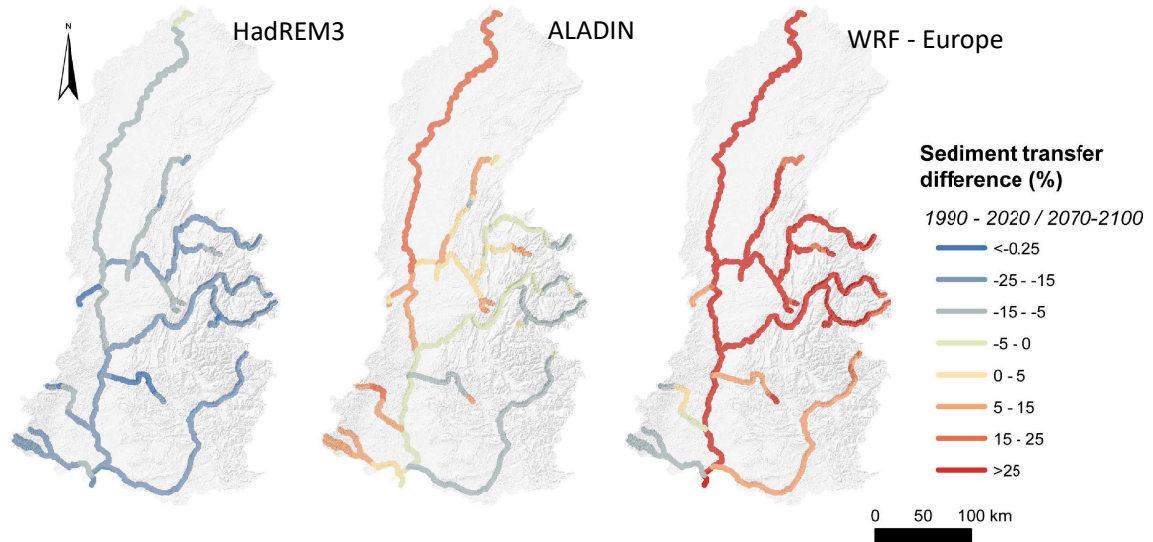 HadREM3
ALADIN
WRF - Europe
N
Sediment transfer
difference (%)
1990 - 2020 / 2070-2100
<-0.25
-25 - -15
-15 - -5
-5 - 0
0 - 5
5 - 15
15 - 25
>25
0 50 100 km